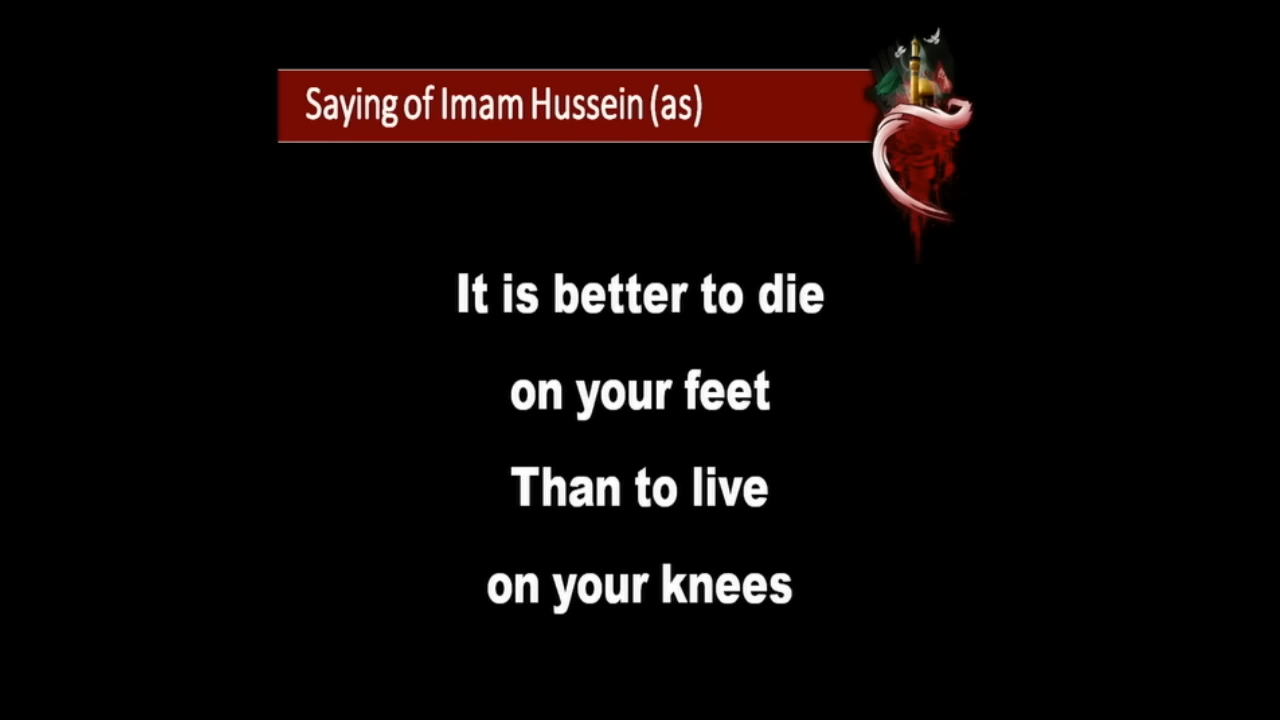 Saying of Imam Hussein (as)
It is better to die
on your feet
Than to live
on your knees